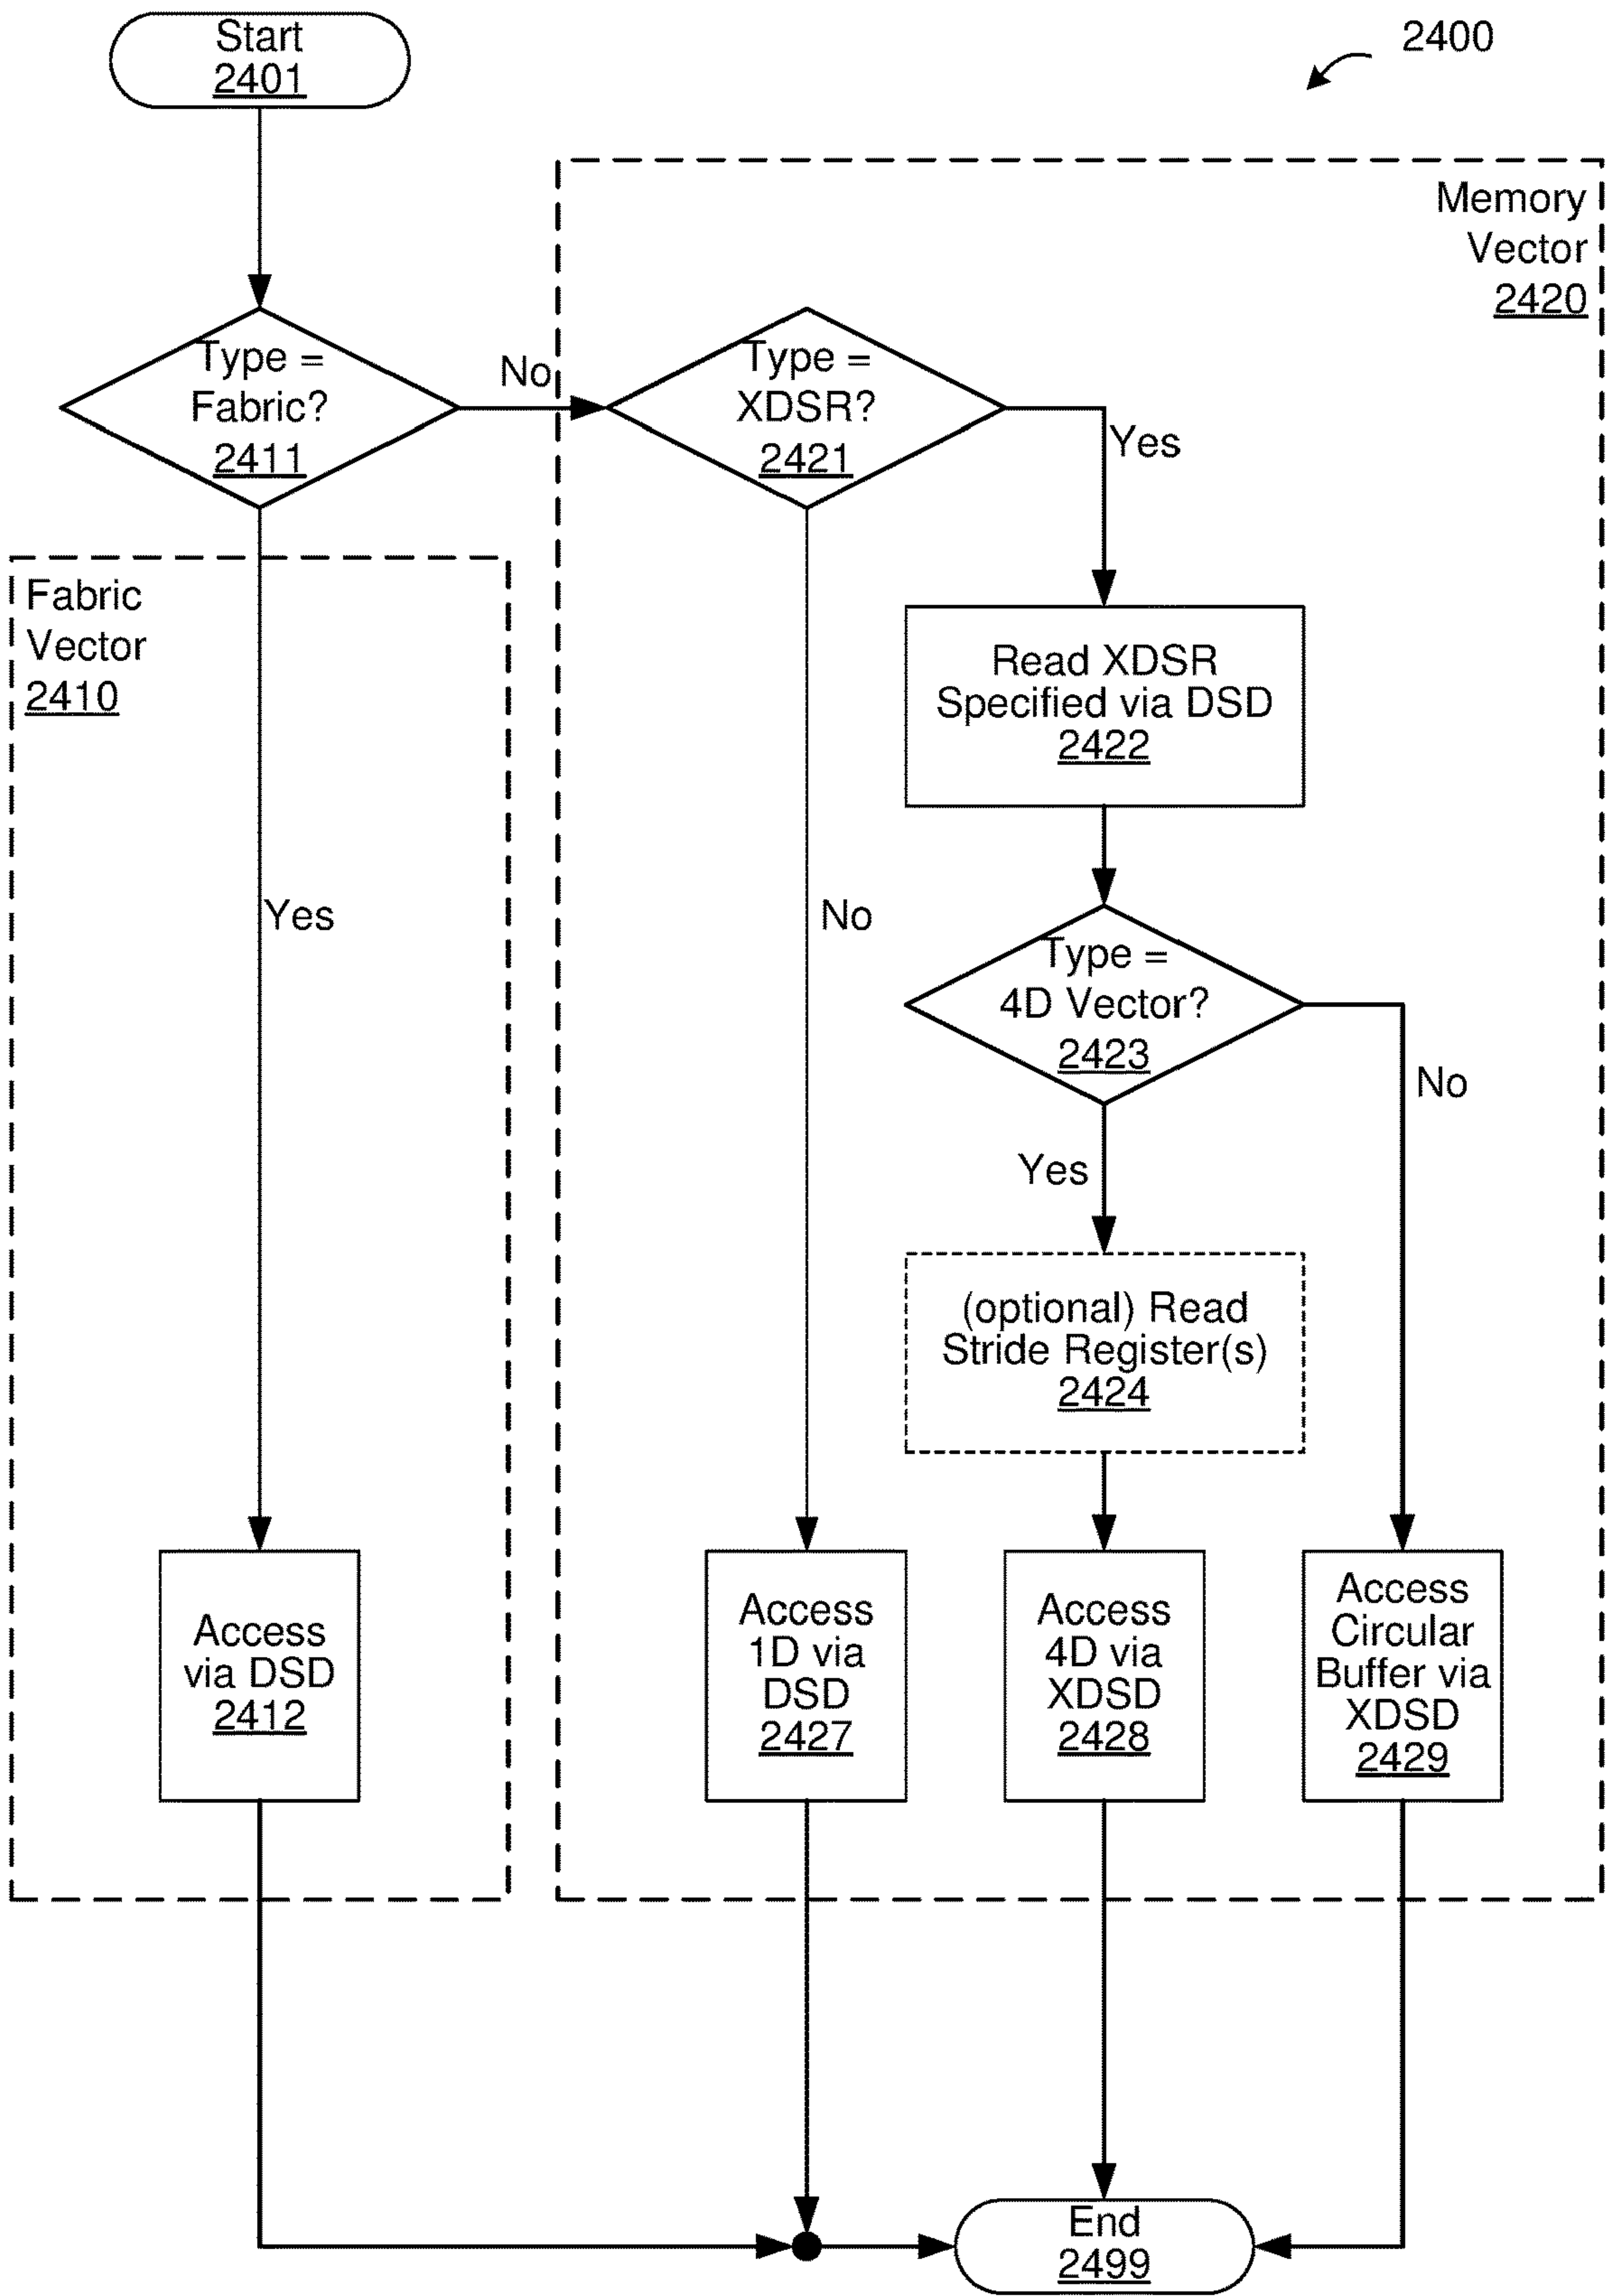 Start
2401
2400
Memory
Vector
2420
Type =
Fabric?
2411
No
Type =
XDSR?
2421
Yes
Fabric
Vector
2410
Read XDSR
Specified via DSD
2422
Yes
No
Type =
4D Vector?
2423
No
Yes
(optional) Read
Stride Register(s)
2424
Access
via DSD
2412
Access
1D via
DSD
2427
Access
4D via
XDSD
2428
Access
Circular
Buffer via
XDSD
2429
End
2499